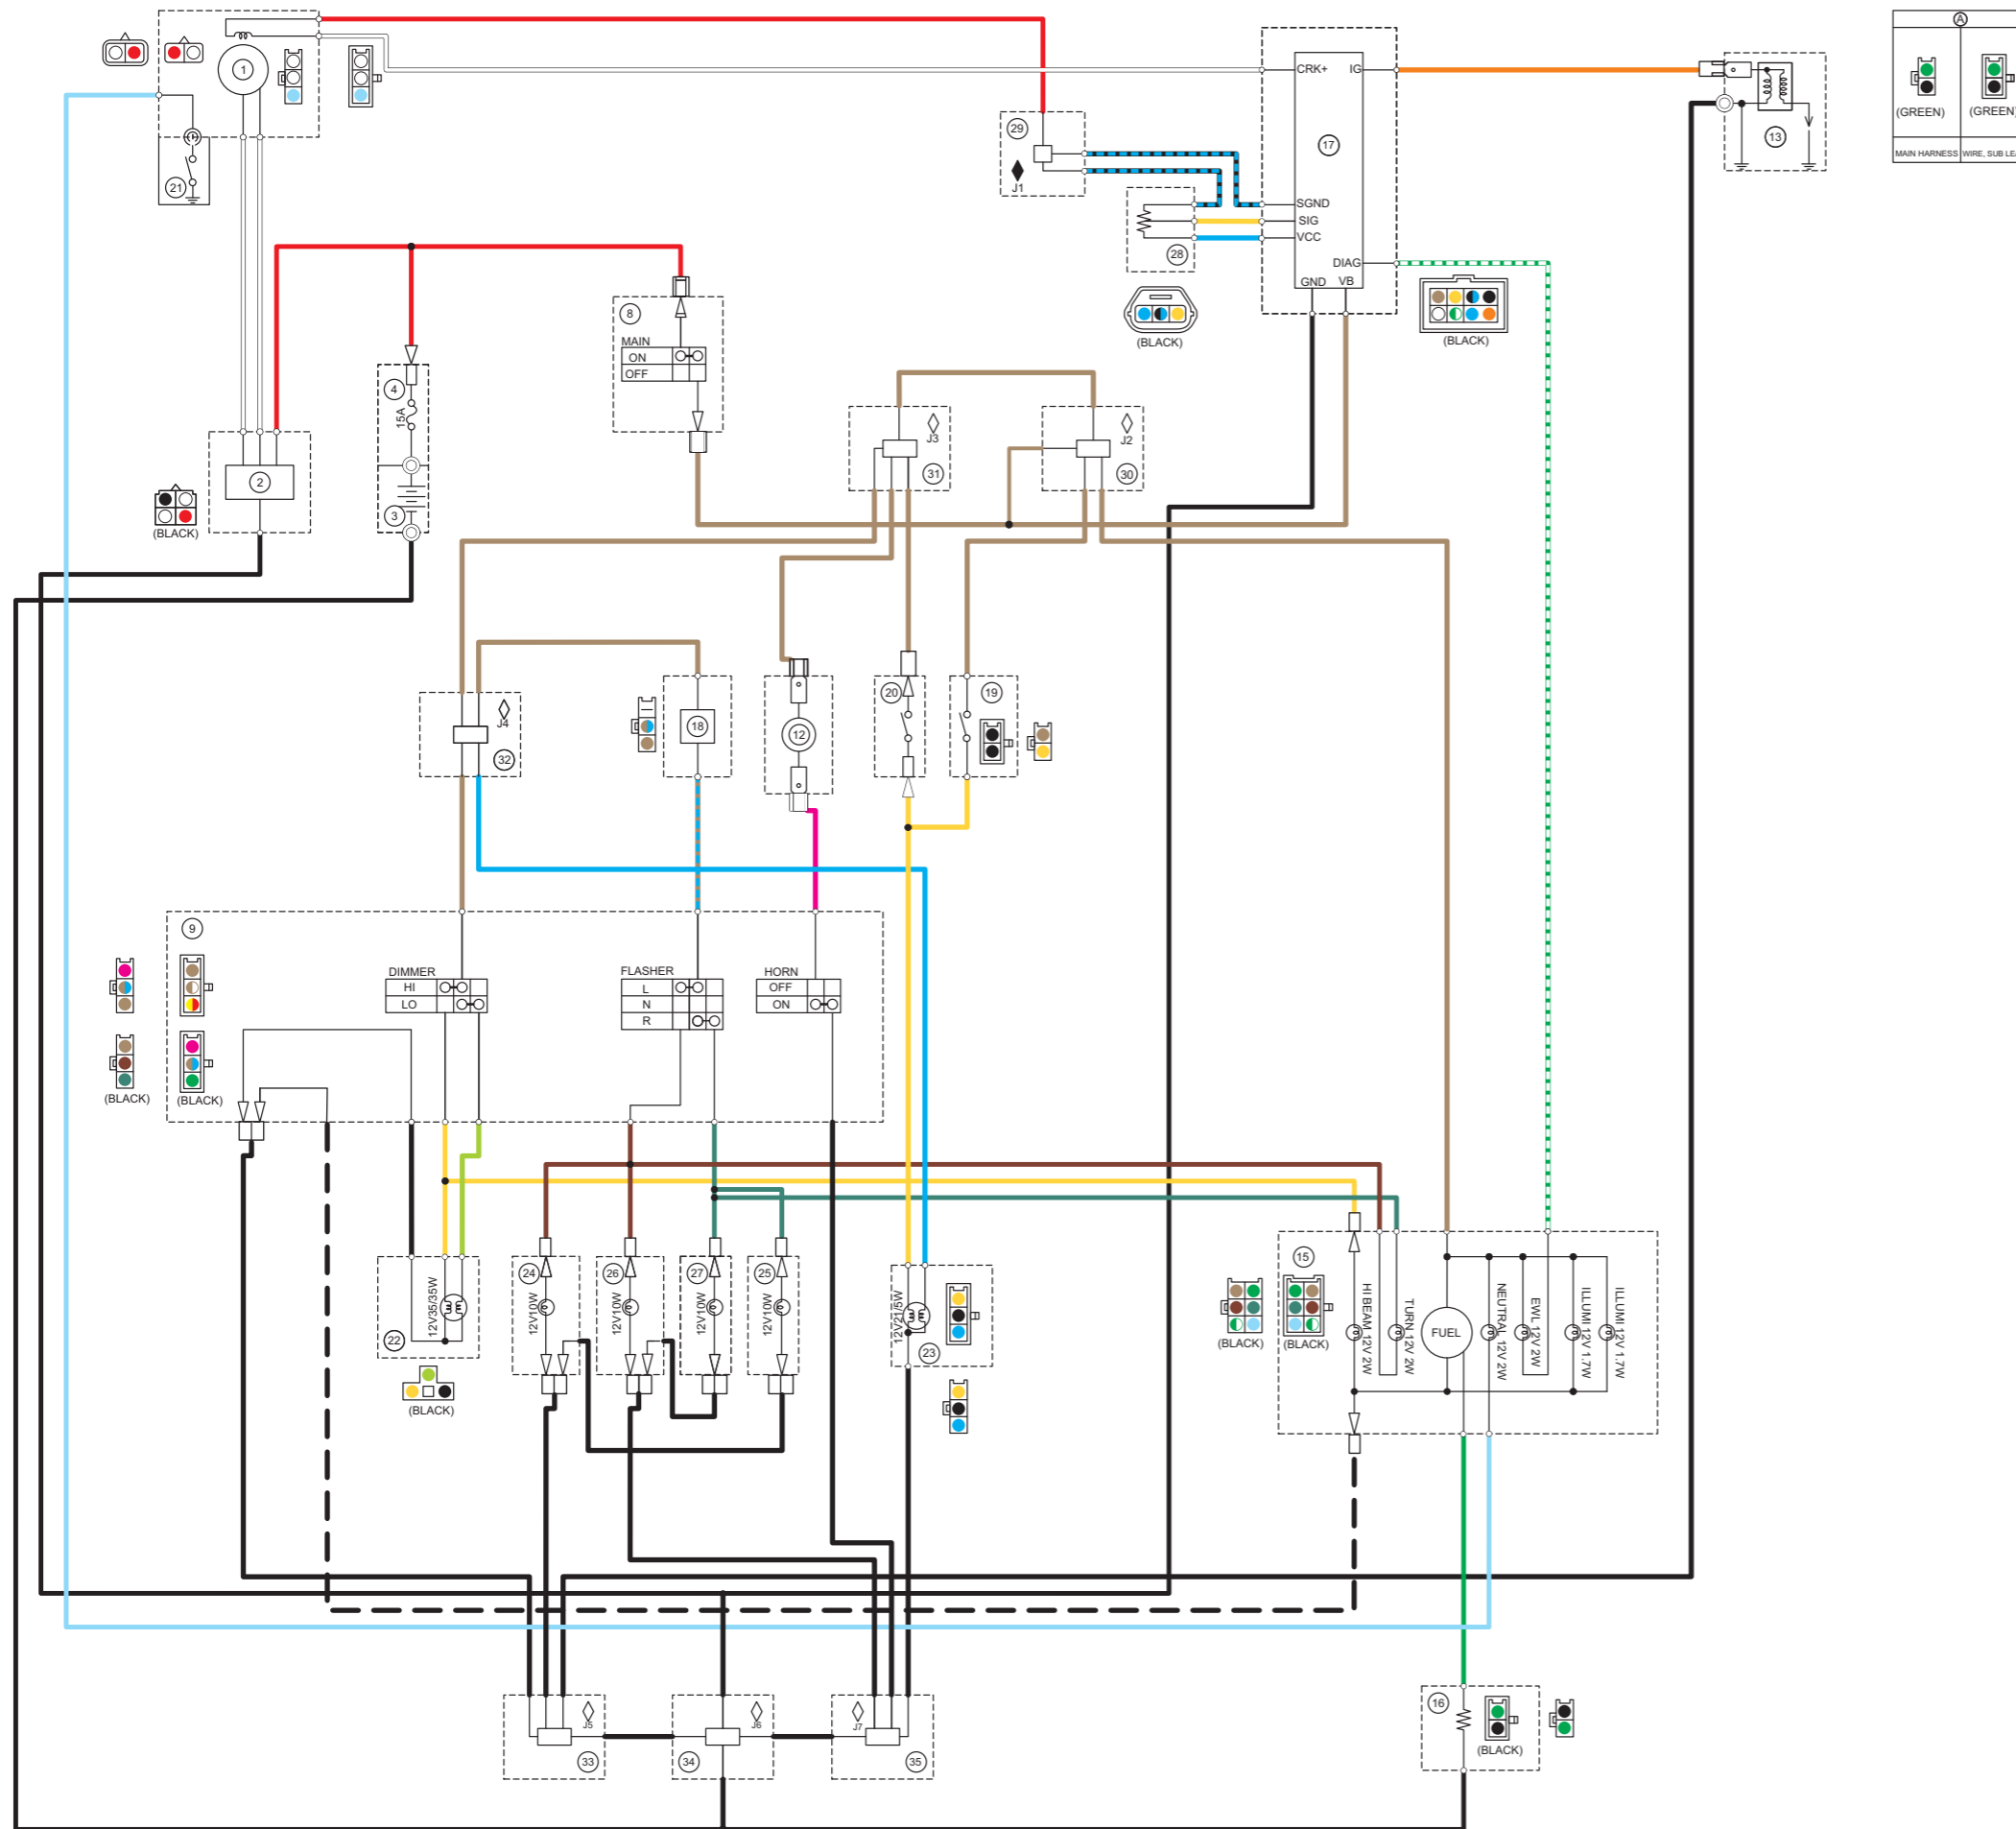 A
(GREEN)
(GREEN)
MAIN HARNESS
WIRE, SUB LE
1
21
29
J1
CRK+
IG
17
SGND
SIG
VCC
DIAG
GND
VB
13
28
(BLACK)
(BLACK)
8
MAIN
ON
OFF
4
15A
3
2
(BLACK)
J3
31
J2
30
J4
32
18
12
20
19
9
DIMMER
HI
LO
FLASHER
L
N
R
HORN
OFF
ON
(BLACK)
(BLACK)
12V35/35W
22
(BLACK)
24
12V10W
26
12V10W
27
12V10W
25
12V10W
12V21/5W
23
15
(BLACK)
(BLACK)
HI BEAM 12V 2W
TURN 12V 2W
FUEL
NEUTRAL 12V 2W
EWL 12V 2W
ILLUMI 12V 1.7W
ILLUMI 12V 1.7W
J5
33
J6
34
J7
35
16
(BLACK)